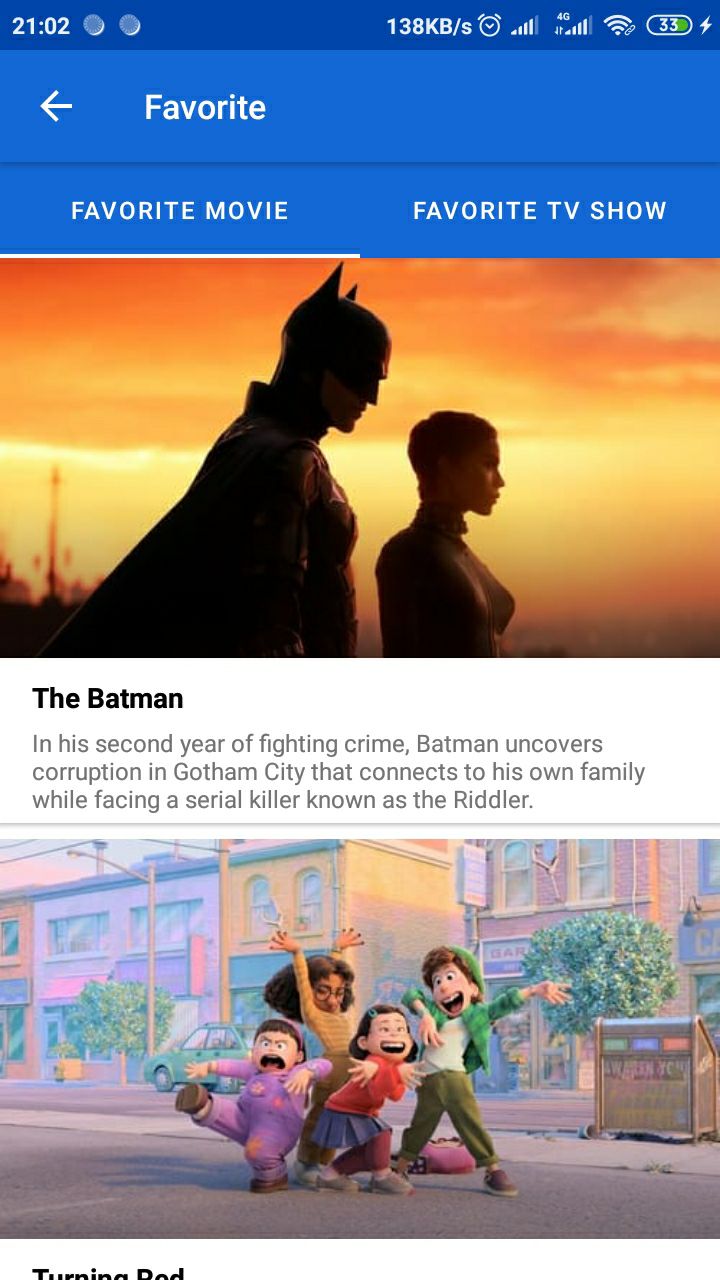 21:02 138KB/s 4G 33
Favorite
FAVORITE MOVIE FAVORITE TV SHOW
The Batman
In his second year of fighting crime, Batman uncovers
corruption in Gotham City that connects to his own family
while facing a serial killer known as the Riddler.
Turning Red